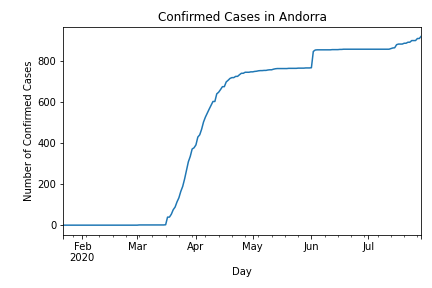 Confirmed Cases in Andorra
Number of Confirmed Cases
800
600
400
200
0
Feb Mar Apr May Jun Jul
2020
Day